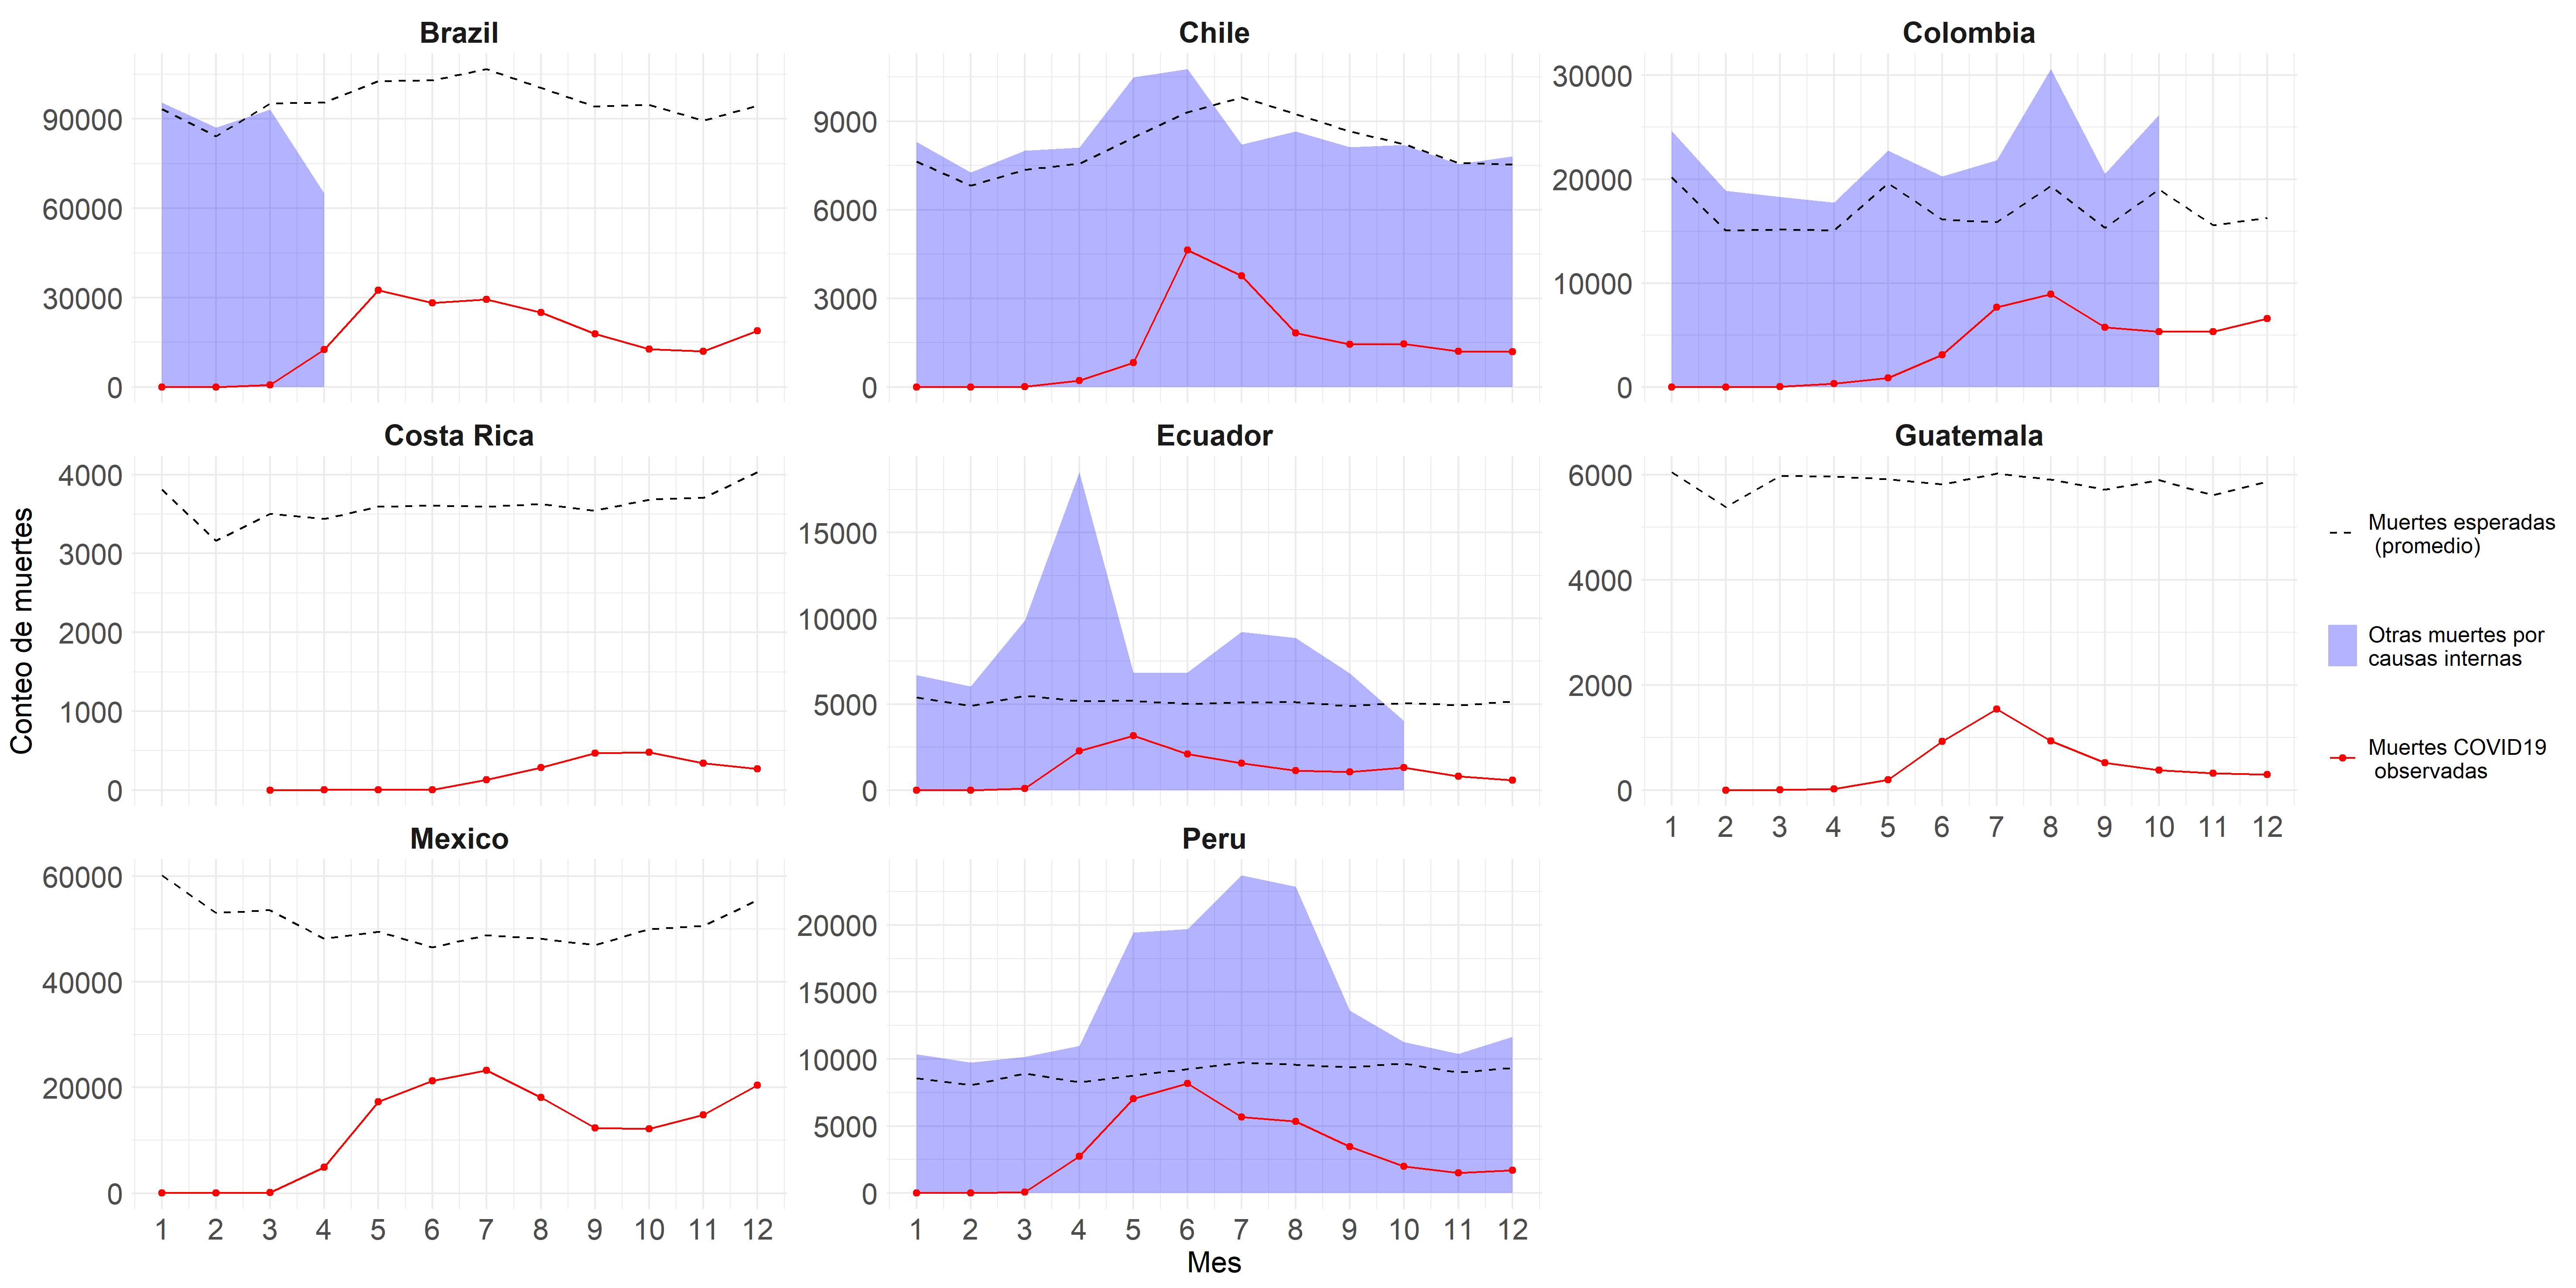 Brazil
Chile
Colombia
90000
60000
30000
0
9000
6000
3000
0
30000
20000
10000
0
Costa Rica
Ecuador
Guatemala
4000
3000
2000
1000
0
15000
10000
5000
0
6000
4000
2000
0
1 2 3 4 5 6 7 8 9 10 11 12
Mexico
Peru
60000
40000
20000
0
1 2 3 4 5 6 7 8 9 10 11 12
20000
15000
10000
5000
0
1 2 3 4 5 6 7 8 9 10 11 12
Mes
Conteo de muertes
Muertes esperadas
(promedio)
Otras muertes por
causas internas
Muertes COVID19
observadas